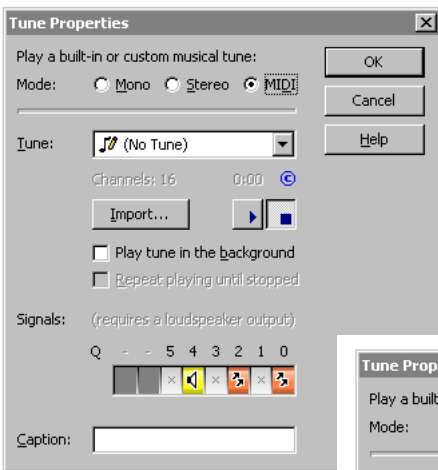 Tune Properties
Play a built-in or custom musical tune:
Mode: Mono Stereo MIDI
OK
Cancel
Help
Tune: (No Tune)
Channels: 16 0:00 ©
Import...
Play tune in the background
Repeat playing until stopped
Signals: (requires a loudspeaker output)
Q - - 5 4 3 2 1 0
Caption:
Tune Prop
Play a built
Mode: